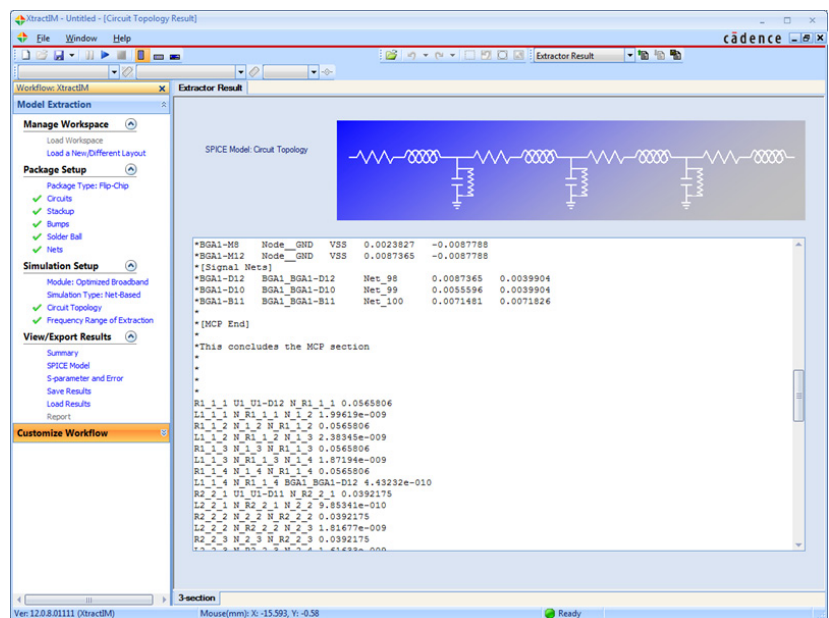 XtractIM - Untitled - [Circuit Topology Result]
File Window Help
cādence
Extractor Result
Workflow: XtractIM
Extractor Result
Model Extraction
Manage Workspace
Load Workspace
Load a New/Different Layout
Package Setup
Package Type: Flip-Chip
Circuits
Stackup
Bumps
Solder Ball
Nets
Simulation Setup
Module: Optimized Broadband
Simulation Type: Net-Based
Circuit Topology
Frequency Range of Extraction
View/Export Results
Summary
SPICE Model
S-parameter and Error
Save Results
Load Results
Report
Customize Workflow
SPICE Model: Circuit Topology
*BGA1-M8 Node__GND VSS 0.0023827 -0.0087788
*BGA1-M12 Node__GND VSS 0.0087365 -0.0087788
*[Signal Nets]
*BGA1-D12 BGA1_BGA1-D12 Net_98 0.0087365 0.0039904
*BGA1-D10 BGA1_BGA1-D10 Net_99 0.0055596 0.0039904
*BGA1-B11 BGA1_BGA1-B11 Net_100 0.0071481 0.0071826
*
*[MCP End]
*
*This concludes the MCP section
*
*
*
*
R1_1_1 U1_U1-D12 N_R1_1_1 0.0565806
L1_1_1 N_R1_1_1 N_1_2 1.99619e-009
R1_1_2 N_1_2 N_R1_1_2 0.0565806
L1_1_2 N_R1_1_2 N_1_3 2.38345e-009
R1_1_3 N_1_3 N_R1_1_3 0.0565806
L1_1_3 N_R1_1_3 N_1_4 1.87194e-009
R1_1_4 N_1_4 N_R1_1_4 0.0565806
L1_1_4 N_R1_1_4 BGA1_BGA1-D12 4.43232e-010
R2_2_1 U1_U1-D11 N_R2_2_1 0.0392175
L2_2_1 N_R2_2_1 N_2_2 9.85341e-010
R2_2_2 N_2_2 N_R2_2_2 0.0392175
L2_2_2 N_R2_2_2 N_2_3 1.81677e-009
R2_2_3 N_2_3 N_R2_2_3 0.0392175
L2_2_3 N_R2_2_3 N_2_4
3-section
Ver: 12.0.8.01111 (XtractIM)
Mouse(mm): X: -15.593, Y: -0.58
Ready